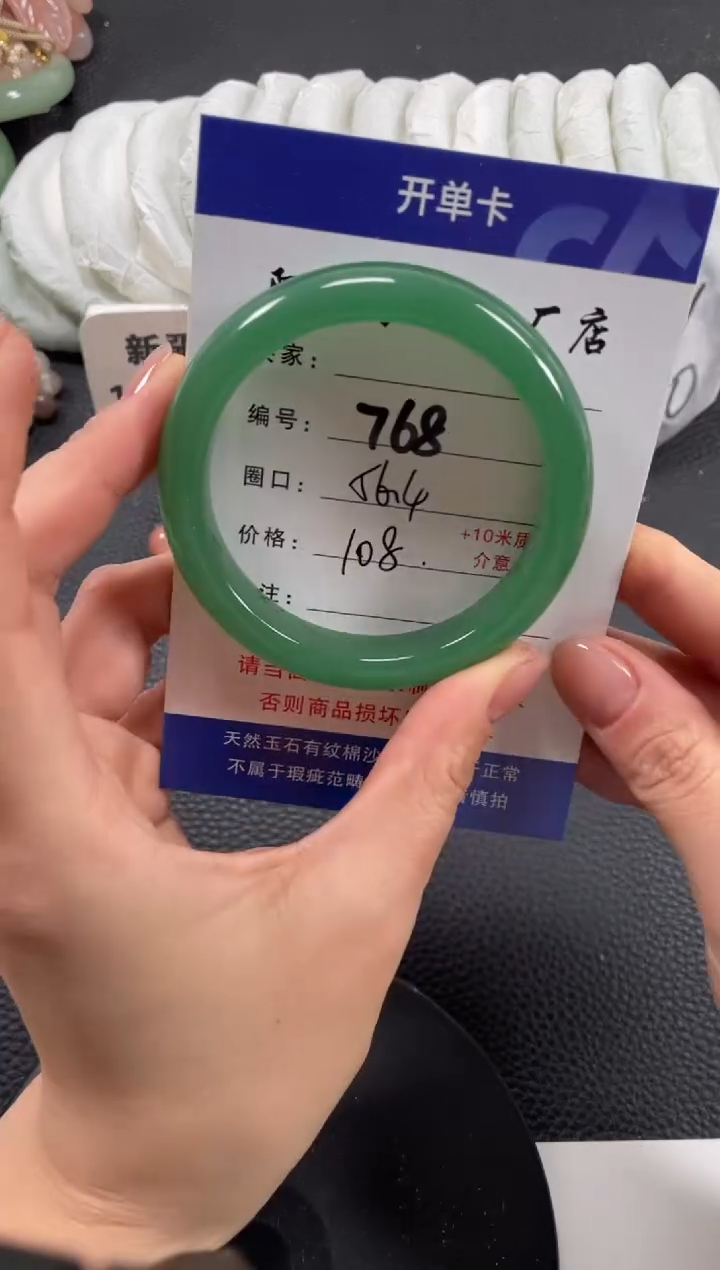 开单卡
厂店
家：
编号： 768
圈口： 56.4
价格： 108. +10米质
介意
注：
请当
否则商品损坏
天然玉石有纹棉沙 正常
不属于瑕疵范畴 慎拍
新